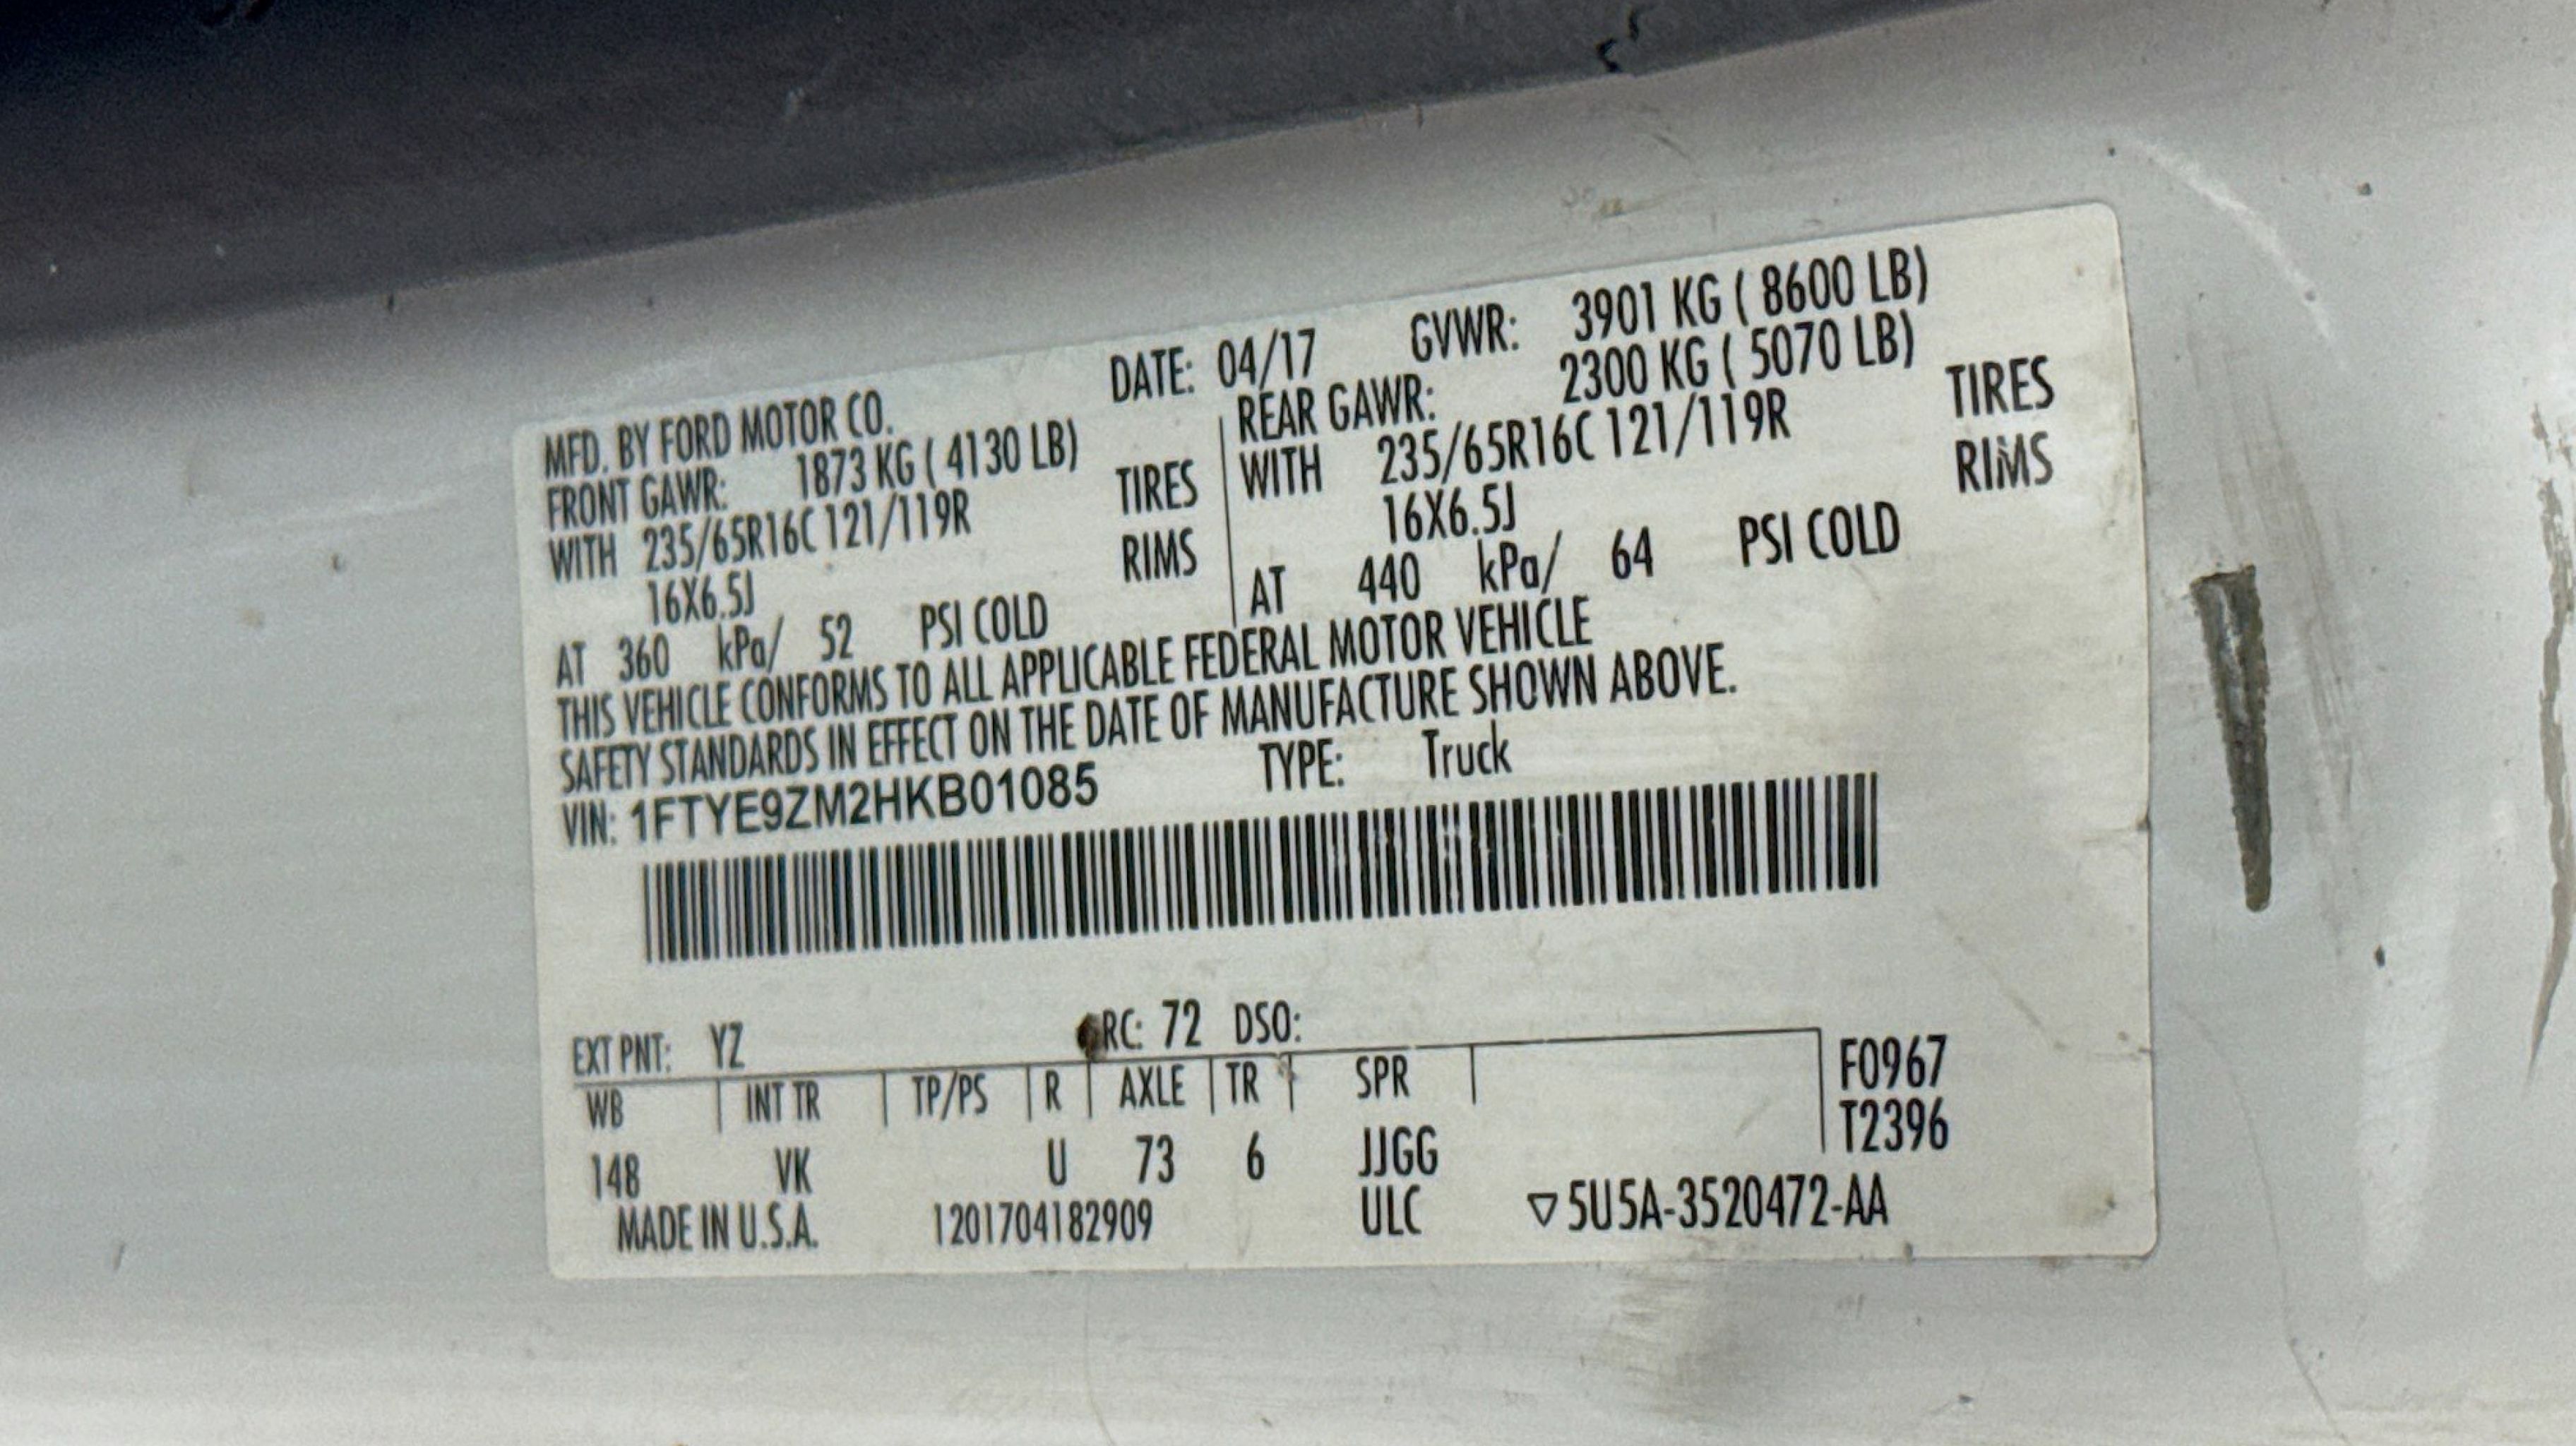 MFD. BY FORD MOTOR CO. DATE: 04/17 GVWR: 3901 KG ( 8600 LB)
FRONT GAWR: 1873 KG ( 4130 LB) REAR GAWR: 2300 KG ( 5070 LB)
WITH 235/65R16C 121/119R TIRES WITH 235/65R16C 121/119R TIRES
16X6.5J RIMS 16X6.5J RIMS
AT 360 kPa/ 52 PSI COLD AT 440 kPa/ 64 PSI COLD
THIS VEHICLE CONFORMS TO ALL APPLICABLE FEDERAL MOTOR VEHICLE
SAFETY STANDARDS IN EFFECT ON THE DATE OF MANUFACTURE SHOWN ABOVE.
VIN: 1FTYE9ZM2HKB01085 TYPE: Truck
EXT PNT: YZ RC: 72 DSO:
WB INT TR TP/PS R AXLE TR SPR F0967
T2396
148 VK U 73 6 JJGG
MADE IN U.S.A. 1201704182909 ULC ▽5U5A-3520472-AA